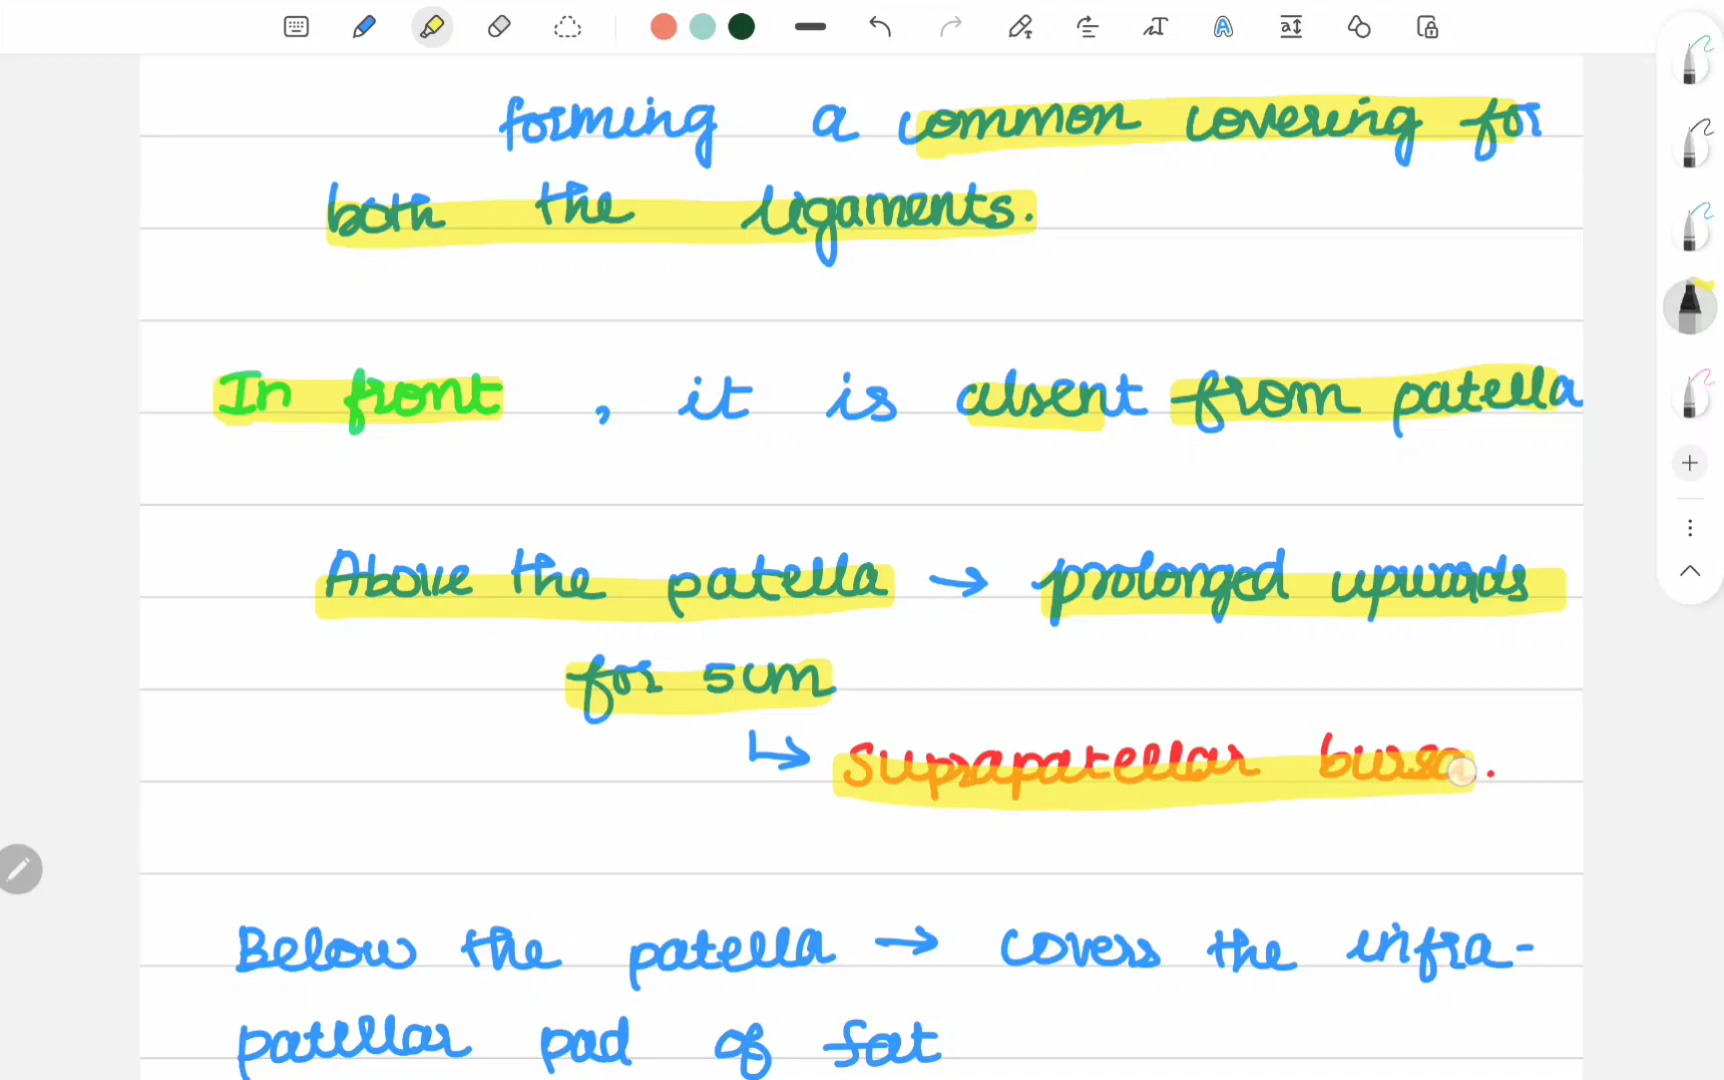 forming a common covering for
both the ligaments.
In front , it is absent from patella
Above the patella → prolonged upwards
for 5cm
↳ suprapatellar bursa.
Below the patella → covers the infra-
patellar pad of fat